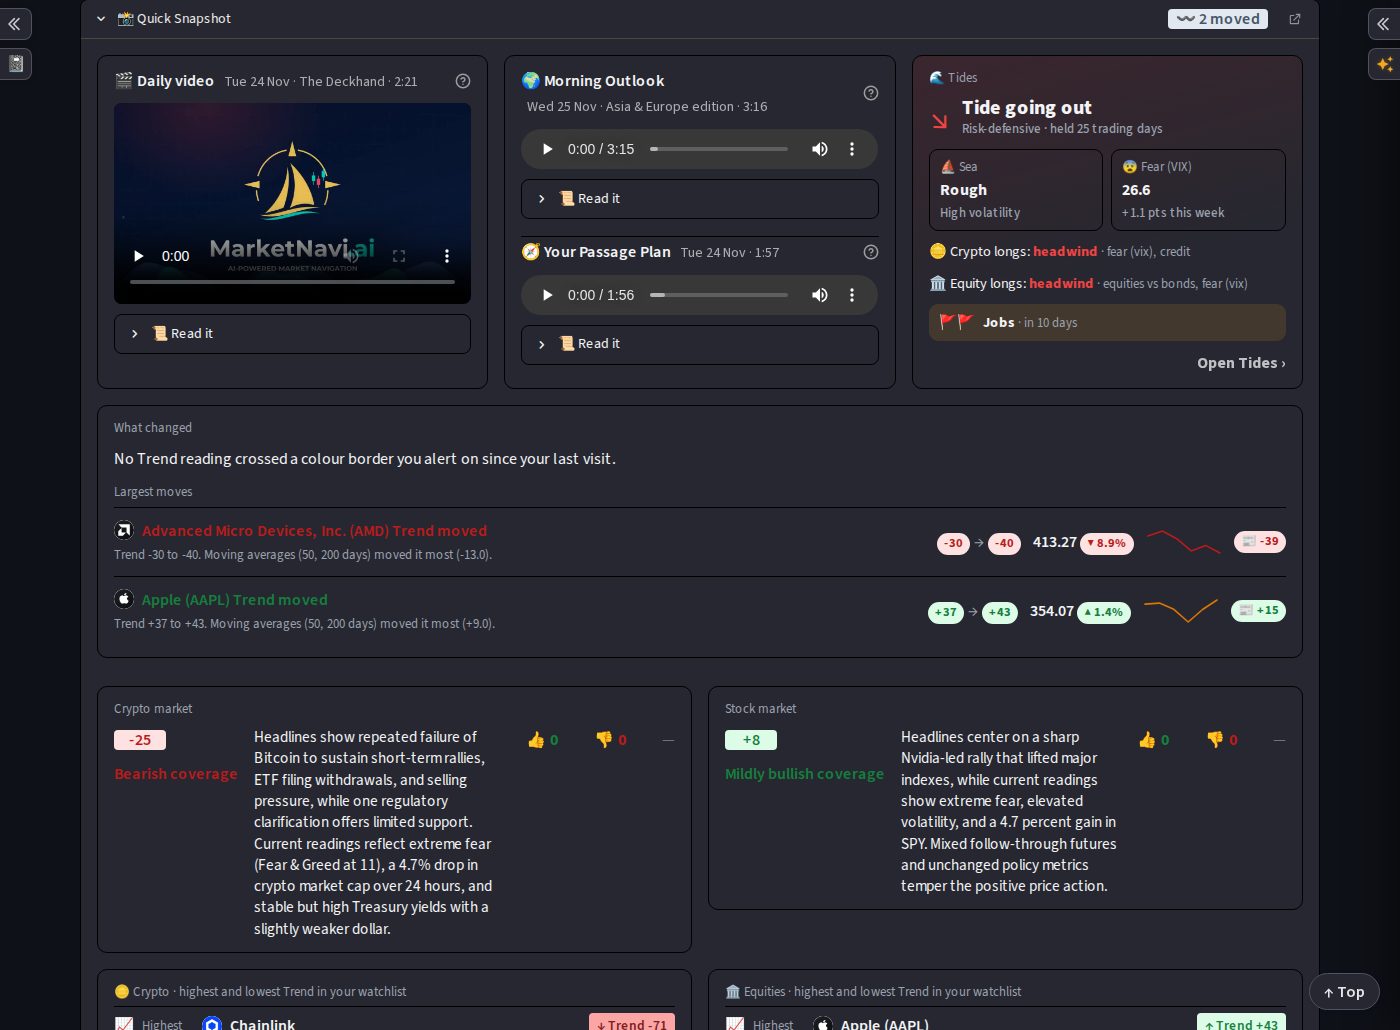 Quick Snapshot
2 moved
Daily video Tue 24 Nov · The Deckhand · 2:21
0:00
MarketNavi.ai
AI-POWERED MARKET NAVIGATION
Read it
Morning Outlook
Wed 25 Nov · Asia & Europe edition · 3:16
0:00 / 3:15
Read it
Your Passage Plan Tue 24 Nov · 1:57
0:00 / 1:56
Read it
Tides
Tide going out
Risk-defensive · held 25 trading days
Sea
Rough
High volatility
Fear (VIX)
26.6
+1.1 pts this week
Crypto longs: headwind · fear (vix), credit
Equity longs: headwind · equities vs bonds, fear (vix)
Jobs · in 10 days
Open Tides ›
What changed
No Trend reading crossed a colour border you alert on since your last visit.
Largest moves
Advanced Micro Devices, Inc. (AMD) Trend moved
Trend -30 to -40. Moving averages (50, 200 days) moved it most (-13.0).
-30 → -40 413.27 ▼ 8.9% -39
Apple (AAPL) Trend moved
Trend +37 to +43. Moving averages (50, 200 days) moved it most (+9.0).
+37 → +43 354.07 ▲ 1.4% +15
Crypto market
-25
Bearish coverage
Headlines show repeated failure of
Bitcoin to sustain short-term rallies,
ETF filing withdrawals, and selling
pressure, while one regulatory
clarification offers limited support.
Current readings reflect extreme fear
(Fear & Greed at 11), a 4.7% drop in
crypto market cap over 24 hours, and
stable but high Treasury yields with a
slightly weaker dollar.
0 0 —
Stock market
+8
Mildly bullish coverage
Headlines center on a sharp
Nvidia-led rally that lifted major
indexes, while current readings
show extreme fear, elevated
volatility, and a 4.7 percent gain in
SPY. Mixed follow-through futures
and unchanged policy metrics
temper the positive price action.
0 0 —
Crypto · highest and lowest Trend in your watchlist
Highest Chainlink ↓ Trend -71
Equities · highest and lowest Trend in your watchlist
Highest Apple (AAPL) ↑ Trend +43
↑ Top